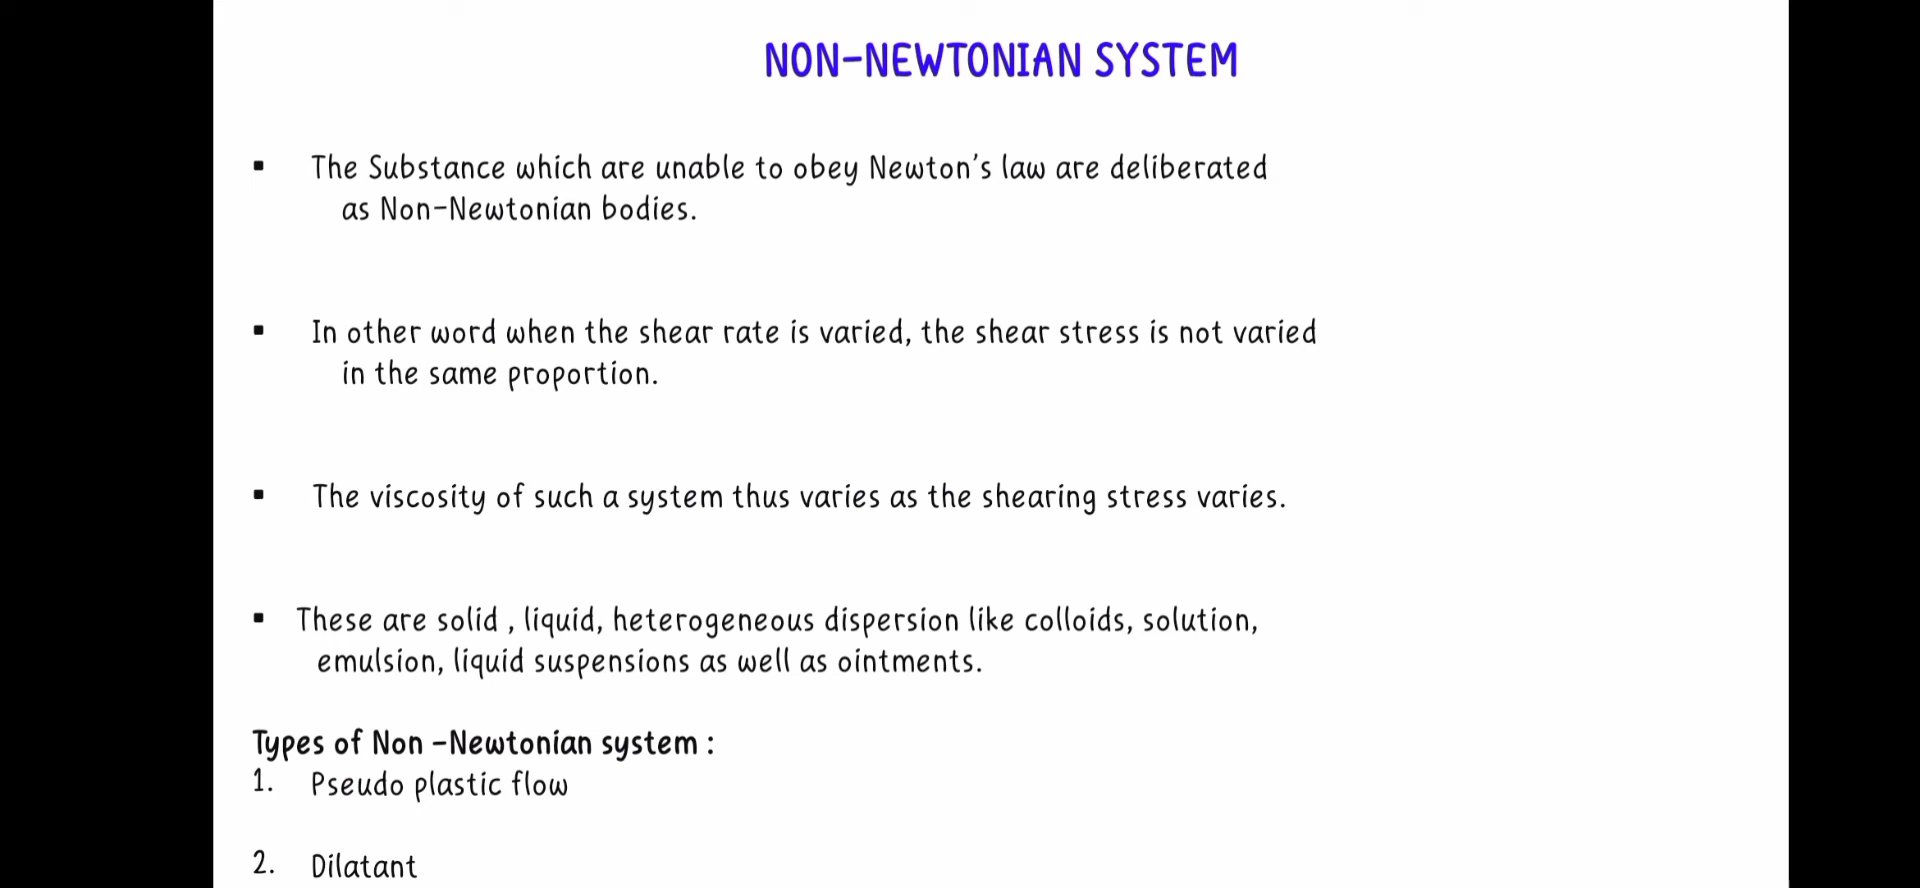 NON-NEWTONIAN SYSTEM
▪ The Substance which are unable to obey Newton's law are deliberated
as Non-Newtonian bodies.
▪ In other word when the shear rate is varied, the shear stress is not varied
in the same proportion.
▪ The viscosity of such a system thus varies as the shearing stress varies.
▪ These are solid , liquid, heterogeneous dispersion like colloids, solution,
emulsion, liquid suspensions as well as ointments.
Types of Non -Newtonian system :
1. Pseudo plastic flow
2. Dilatant